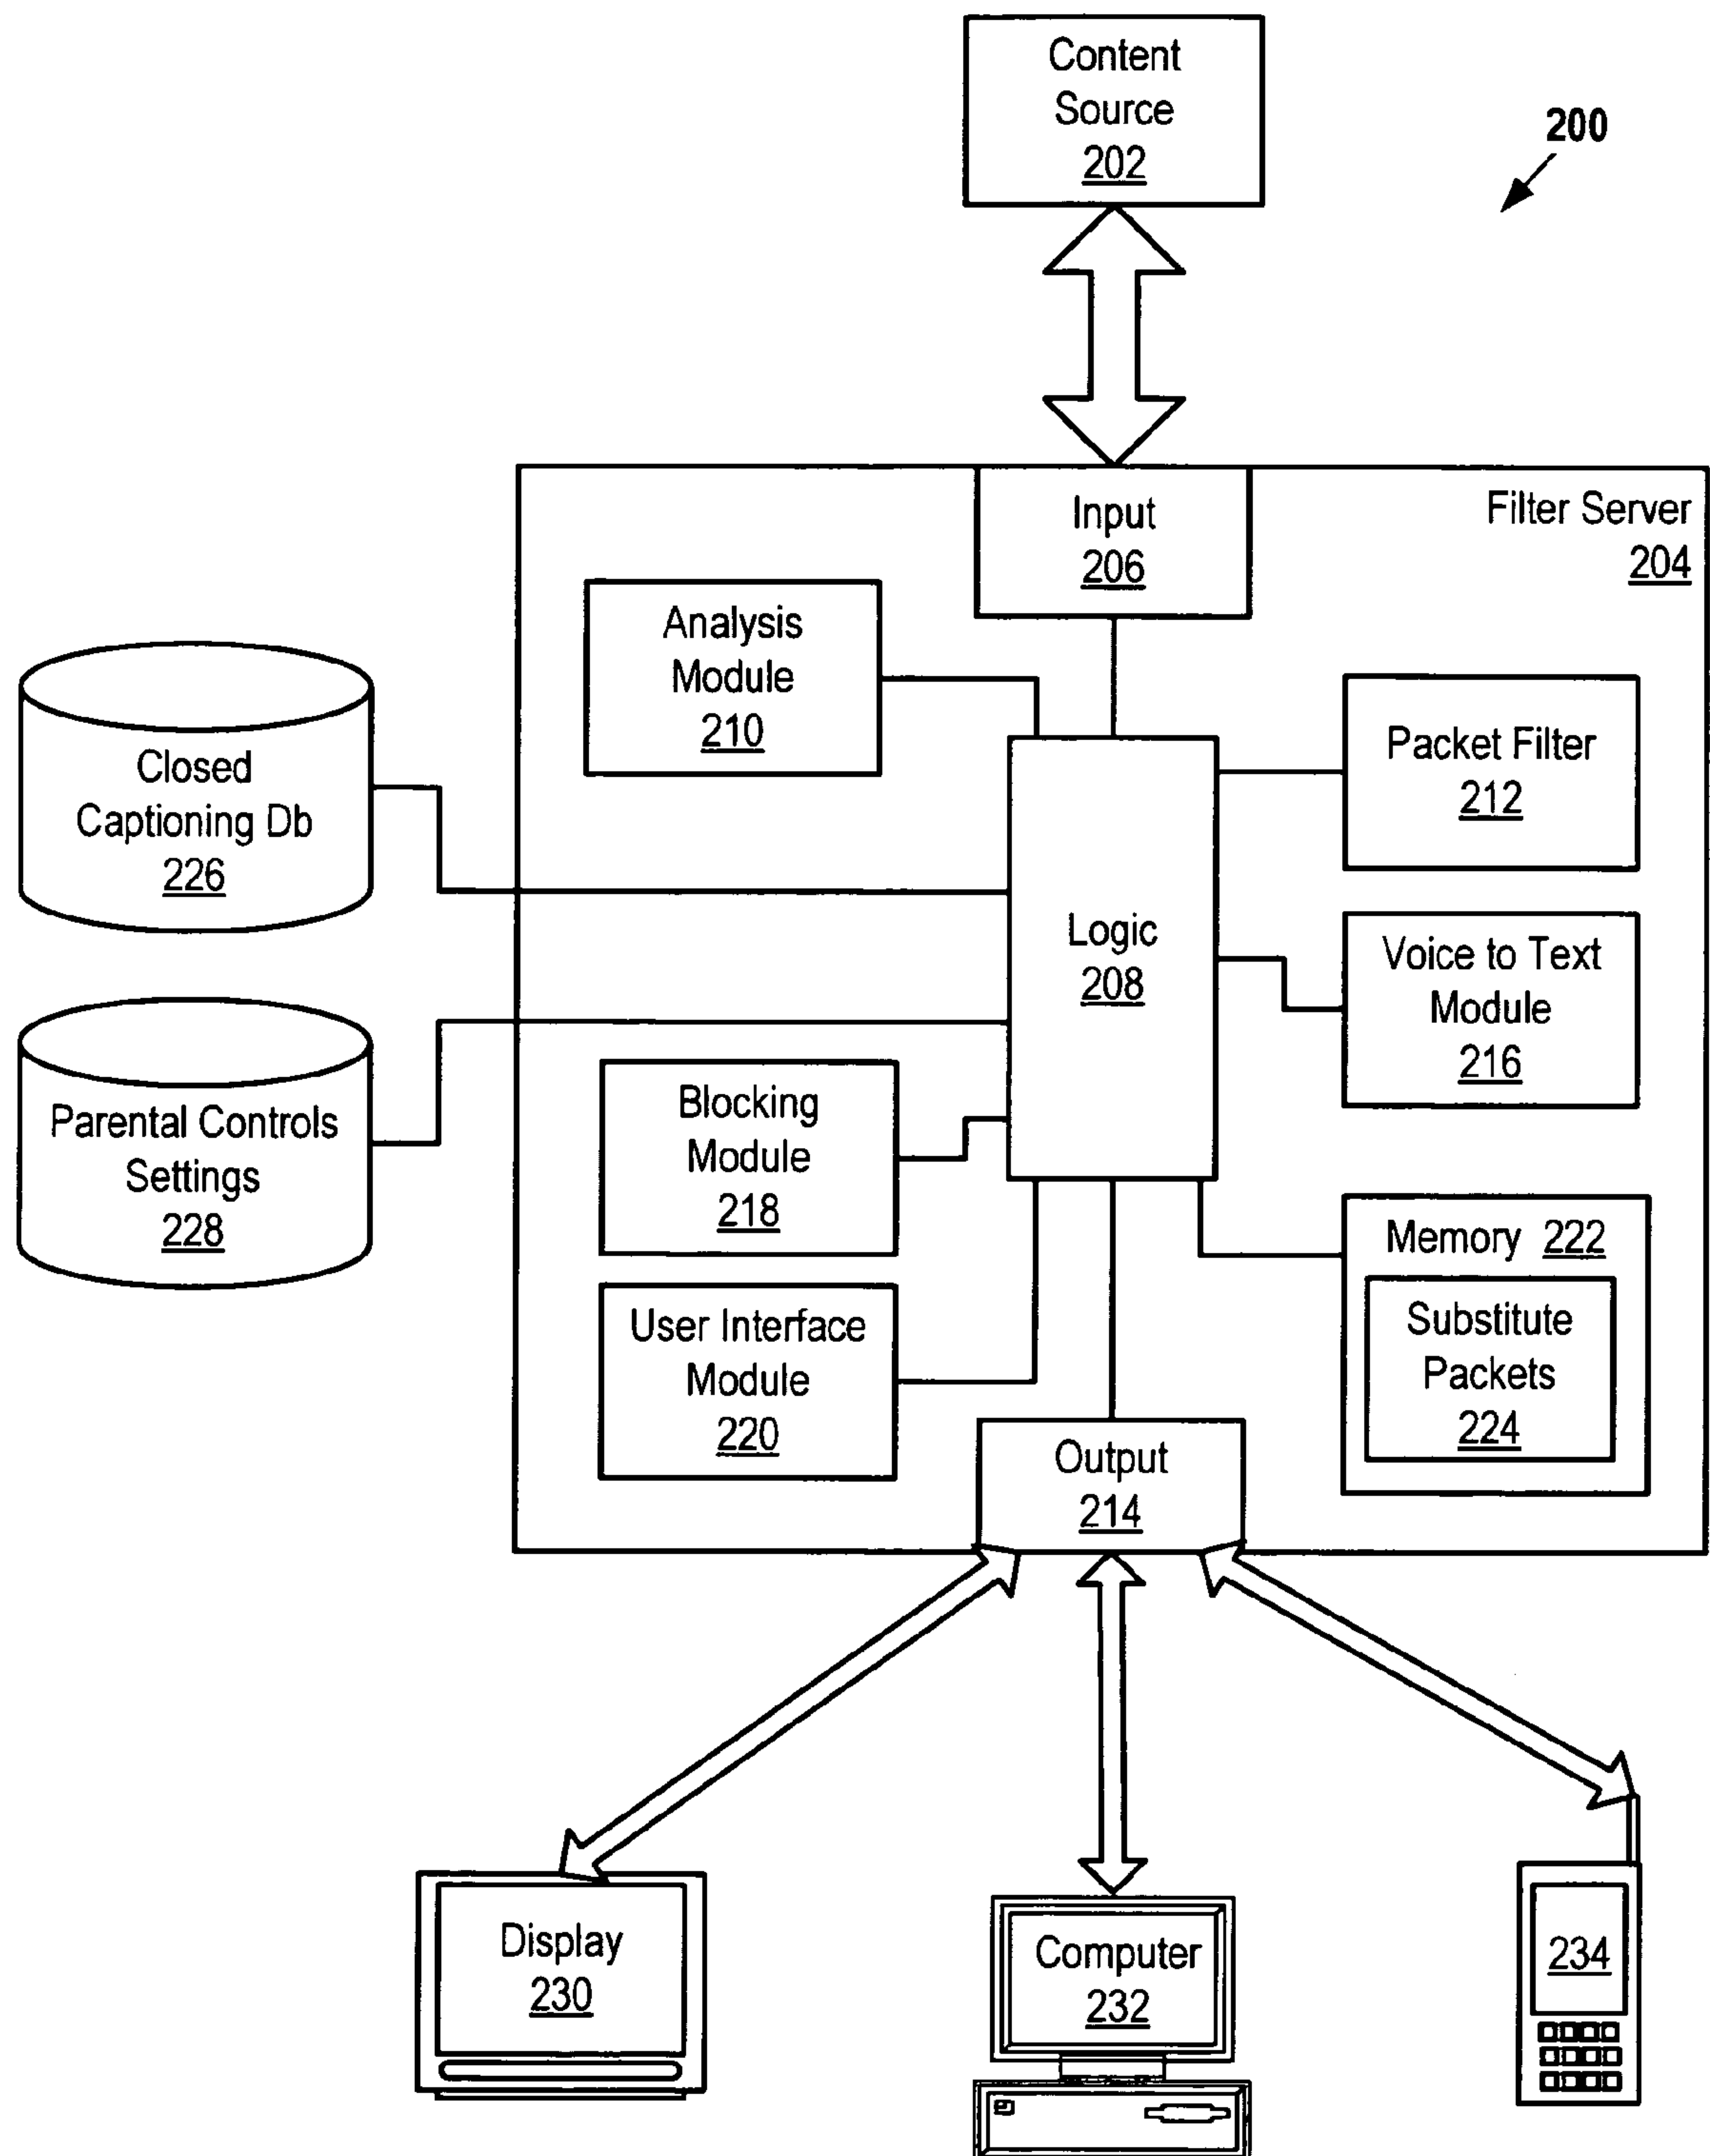 Content
Source
202
200
Input
206
Filter Server
204
Analysis
Module
210
Packet Filter
212
Closed
Captioning Db
226
Logic
208
Voice to Text
Module
216
Parental Controls
Settings
228
Blocking
Module
218
Memory 222
Substitute
Packets
224
User Interface
Module
220
Output
214
Display
230
Computer
232
234